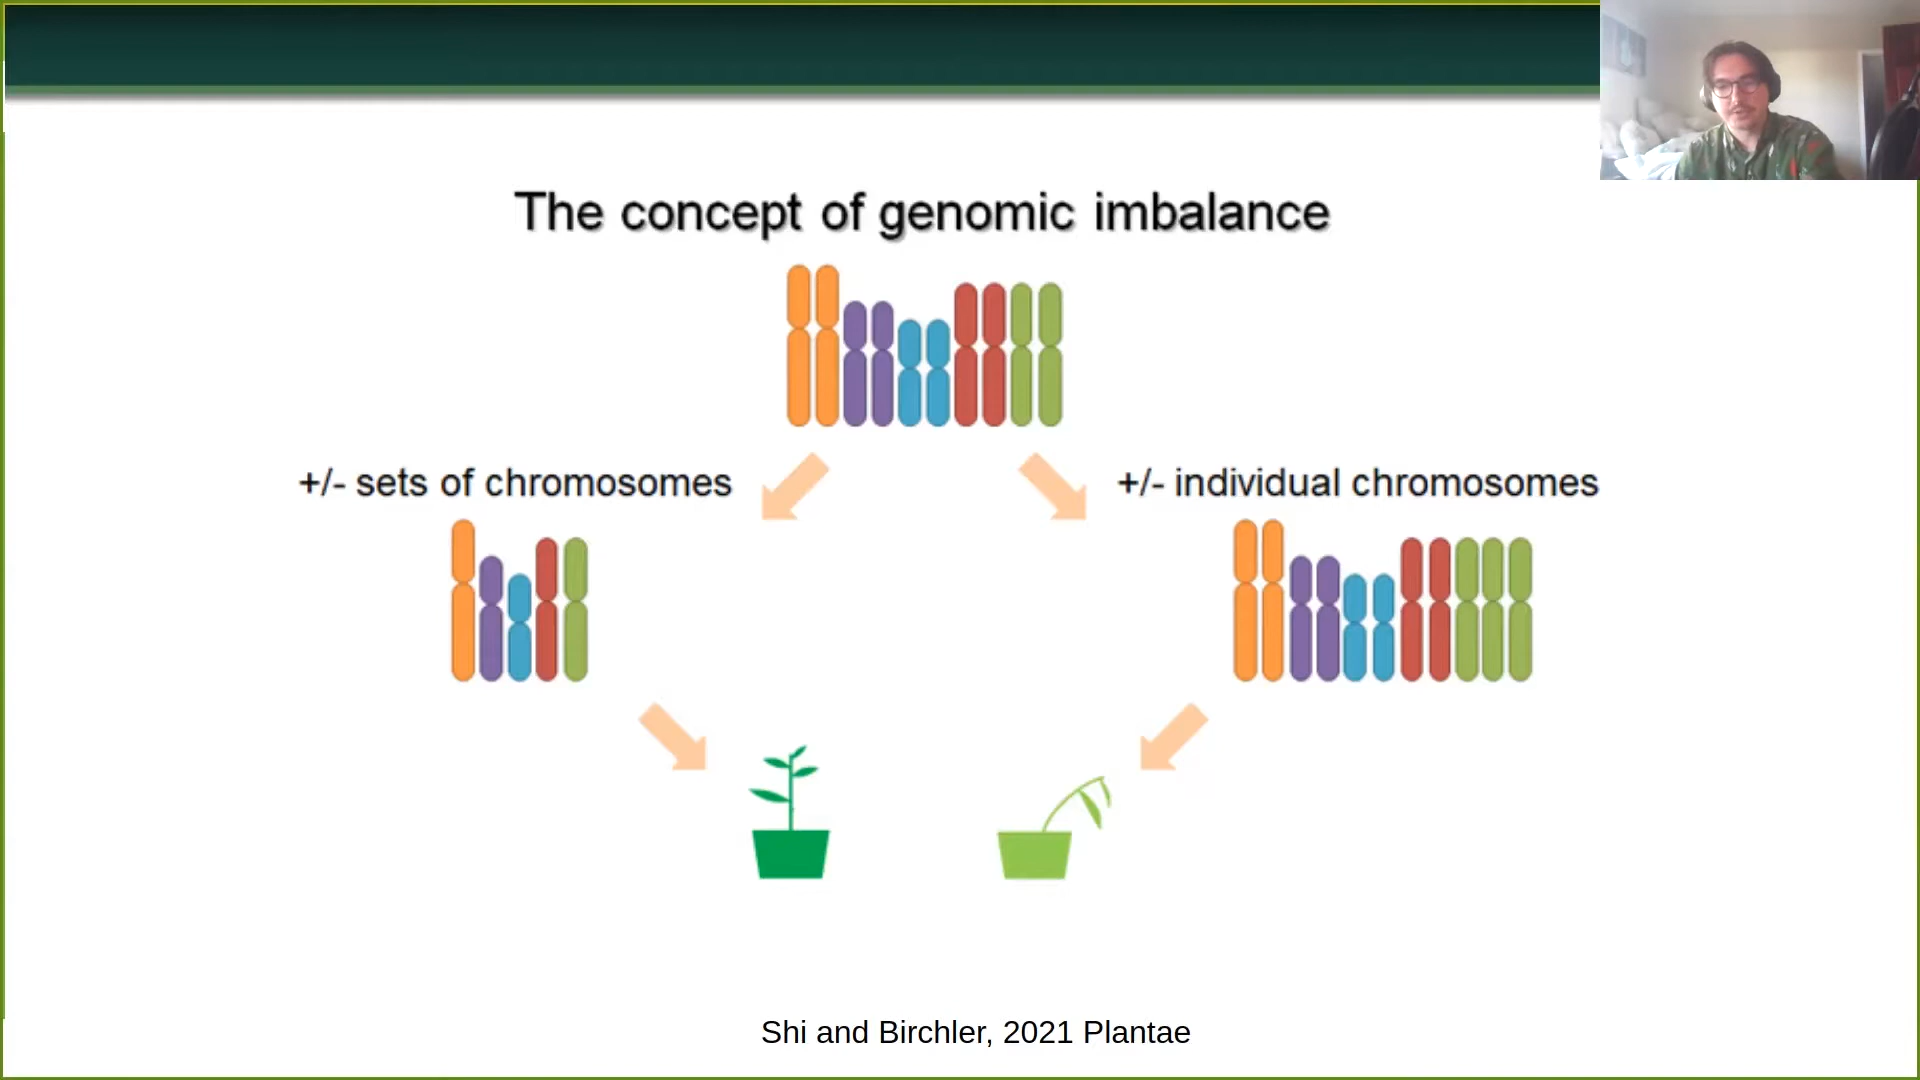 The concept of genomic imbalance
+/- sets of chromosomes
+/- individual chromosomes
Shi and Birchler, 2021 Plantae